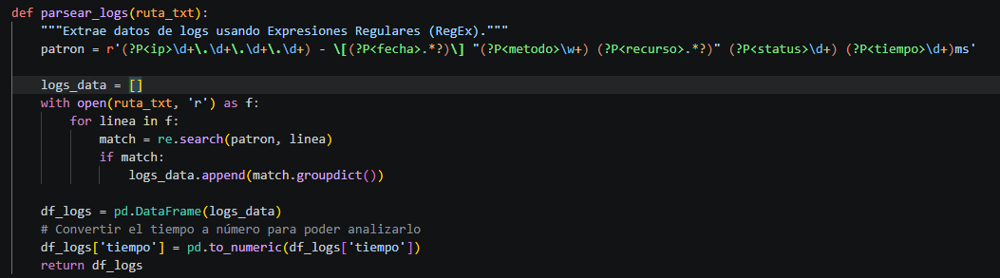 def parsear_logs(ruta_txt):
    """Extrae datos de logs usando Expresiones Regulares (RegEx)."""
    patron = r'(?P<ip>\d+\.\d+\.\d+\.\d+) - \[(?P<fecha>.*?)\] "(?P<metodo>\w+) (?P<recurso>.*?)" (?P<status>\d+) (?P<tiempo>\d+)ms'

    logs_data = []
    with open(ruta_txt, 'r') as f:
        for linea in f:
            match = re.search(patron, linea)
            if match:
                logs_data.append(match.groupdict())

    df_logs = pd.DataFrame(logs_data)
    # Convertir el tiempo a número para poder analizarlo
    df_logs['tiempo'] = pd.to_numeric(df_logs['tiempo'])
    return df_logs